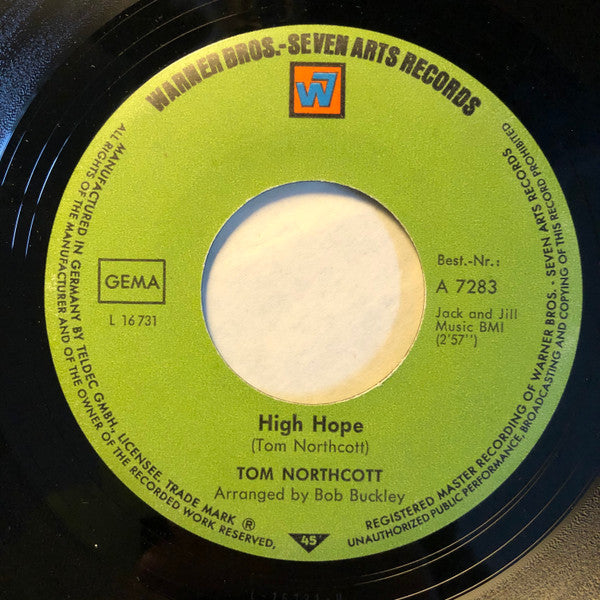 WARNER BROS.-SEVEN ARTS RECORDS
W7
GEMA
L 16 731
Best.-Nr.:
A 7283
Jack and Jill
Music BMI
(2'57")
High Hope
(Tom Northcott)
TOM NORTHCOTT
Arranged by Bob Buckley
45
MANUFACTURED IN GERMANY BY TELDEC GMBH., LICENSEE. TRADE MARK ®
ALL RIGHTS OF THE MANUFACTURER AND OF THE OWNER OF THE RECORDED WORK RESERVED,
REGISTERED MASTER RECORDING OF WARNER BROS. - SEVEN ARTS RECORDS
UNAUTHORIZED PUBLIC PERFORMANCE, BROADCASTING AND COPYING OF THIS RECORD PROHIBITED